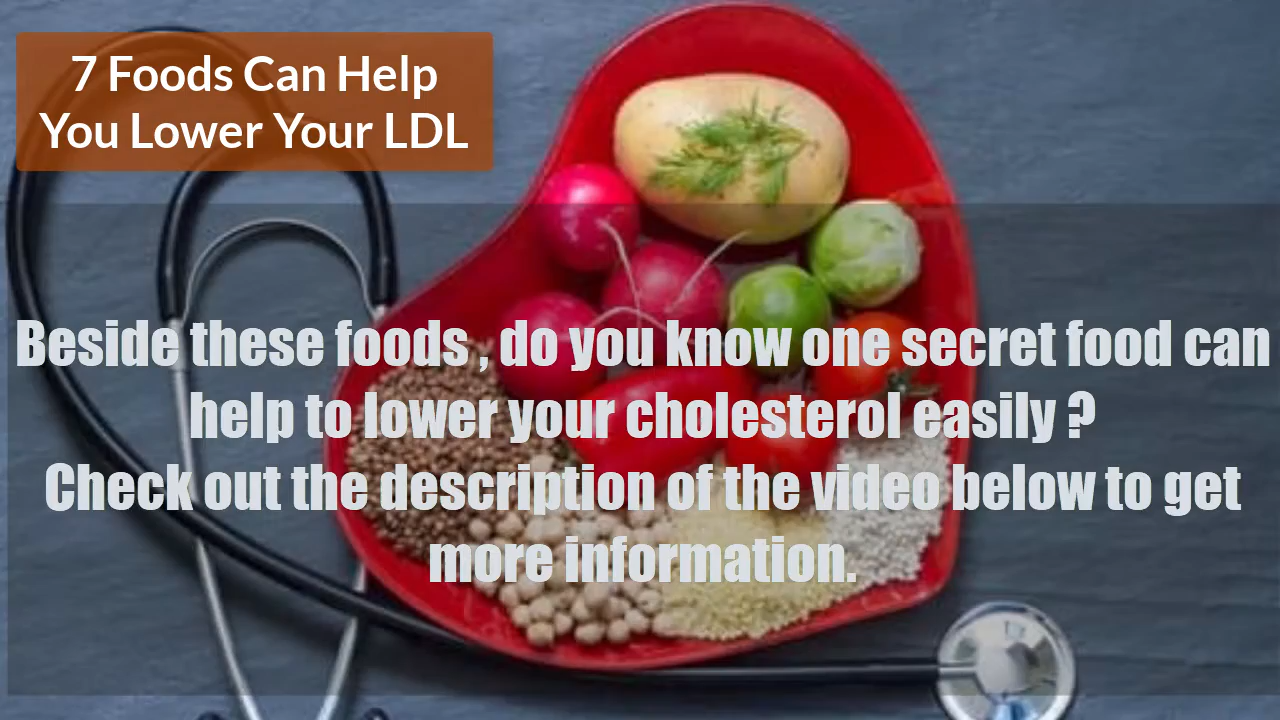 7 Foods Can Help
You Lower Your LDL
Beside these foods , do you know one secret food can
help to lower your cholesterol easily ?
Check out the description of the video below to get
more information.